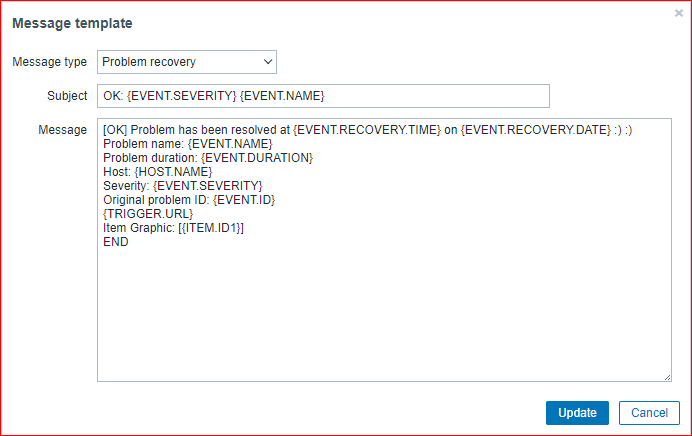 Message template
Message type Problem recovery
Subject OK: {EVENT.SEVERITY} {EVENT.NAME}
Message [OK] Problem has been resolved at {EVENT.RECOVERY.TIME} on {EVENT.RECOVERY.DATE} :) :)
Problem name: {EVENT.NAME}
Problem duration: {EVENT.DURATION}
Host: {HOST.NAME}
Severity: {EVENT.SEVERITY}
Original problem ID: {EVENT.ID}
{TRIGGER.URL}
Item Graphic: [{ITEM.ID1}]
END
Update Cancel